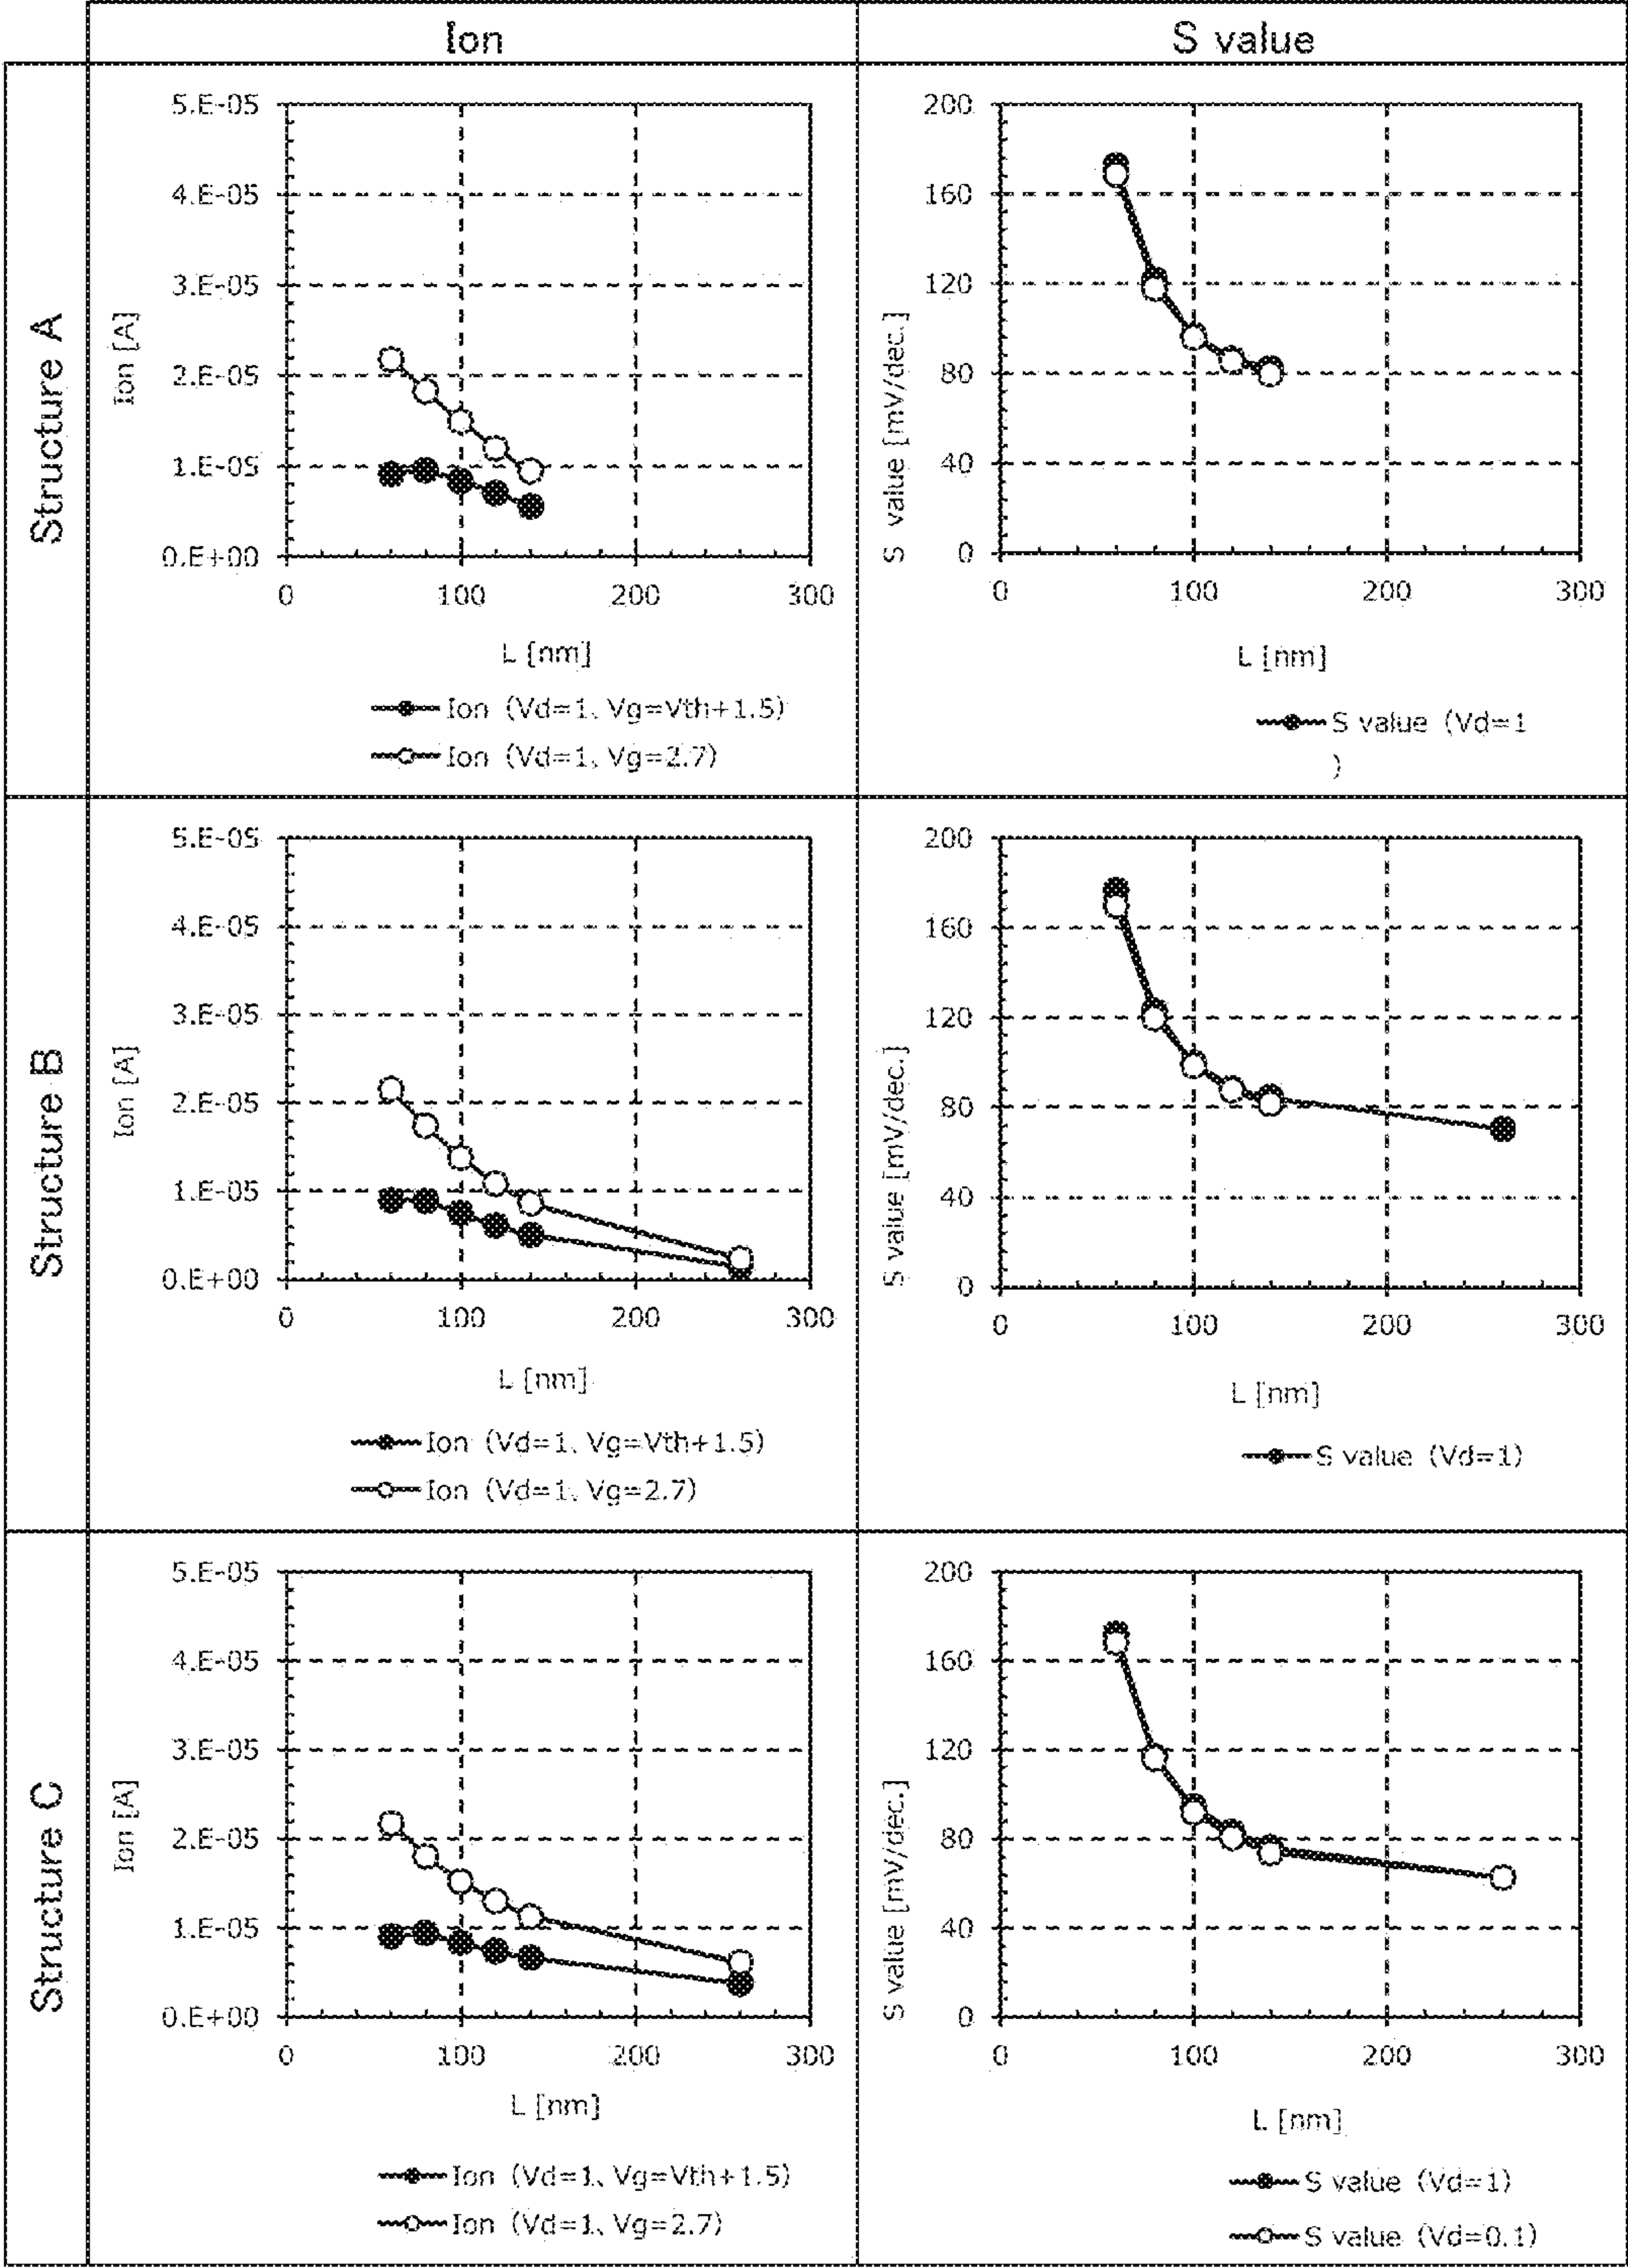 Ion
S value
Structure A
Ion [A]
5.E-05
4.E-05
3.E-05
2.E-05
1.E-05
0.E+00
0
100
200
300
L [nm]
Ion (Vd=1、Vg=Vth+1.5)
Ion (Vd=1、Vg=2.7)
S value [mV/dec.]
200
160
120
80
40
0
0
100
200
300
L [nm]
S value (Vd=1
)
Structure B
Ion [A]
5.E-05
4.E-05
3.E-05
2.E-05
1.E-05
0.E+00
0
100
200
300
L [nm]
Ion (Vd=1、Vg=Vth+1.5)
Ion (Vd=1、Vg=2.7)
S value [mV/dec.]
200
160
120
80
40
0
0
100
200
300
L [nm]
S value (Vd=1)
Structure C
Ion [A]
5.E-05
4.E-05
3.E-05
2.E-05
1.E-05
0.E+00
0
100
200
300
L [nm]
Ion (Vd=1、Vg=Vth+1.5)
Ion (Vd=1、Vg=2.7)
S value [mV/dec.]
200
160
120
80
40
0
0
100
200
300
L [nm]
S value (Vd=1)
S value (Vd=0.1)